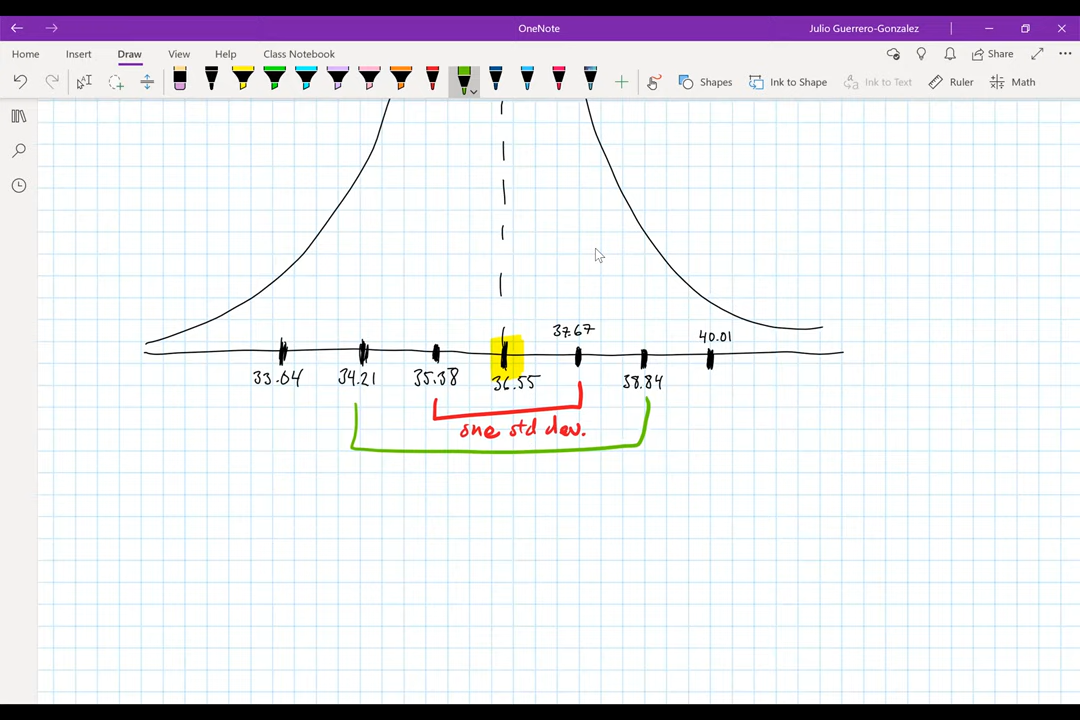 OneNote
Julio Guerrero-Gonzalez
Home Insert Draw View Help Class Notebook Share
Shapes Ink to Shape Ink to Text Ruler Math
37.67 40.01
33.04 34.21 35.38 36.55 38.84
one std dev.